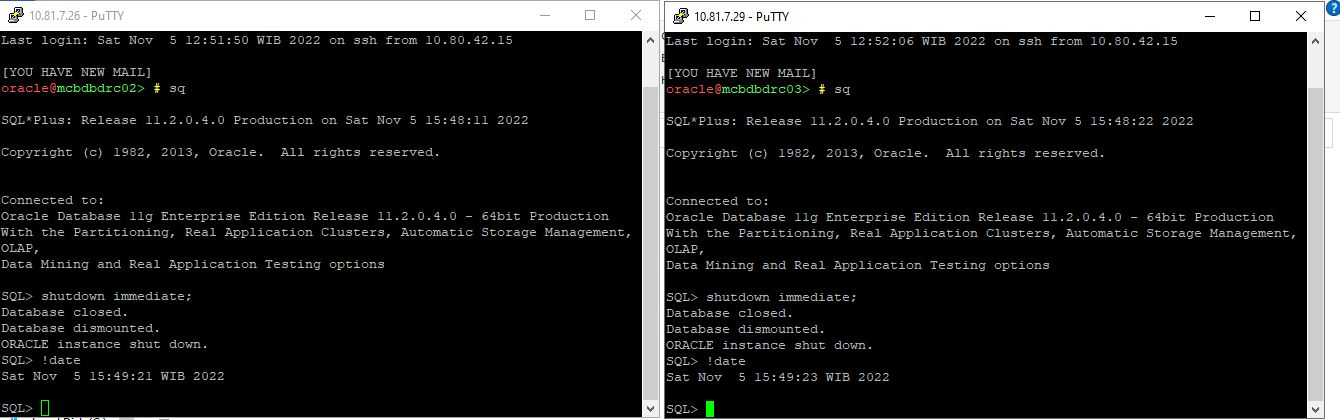 10.81.7.26 - PuTTY
Last login: Sat Nov  5 12:51:50 WIB 2022 on ssh from 10.80.42.15
[YOU HAVE NEW MAIL]
oracle@mcbdbdrc02> # sq
SQL*Plus: Release 11.2.0.4.0 Production on Sat Nov 5 15:48:11 2022
Copyright (c) 1982, 2013, Oracle.  All rights reserved.
Connected to:
Oracle Database 11g Enterprise Edition Release 11.2.0.4.0 - 64bit Production
With the Partitioning, Real Application Clusters, Automatic Storage Management,
OLAP,
Data Mining and Real Application Testing options
SQL> shutdown immediate;
Database closed.
Database dismounted.
ORACLE instance shut down.
SQL> !date
Sat Nov  5 15:49:21 WIB 2022
SQL>
10.81.7.29 - PuTTY
Last login: Sat Nov  5 12:52:06 WIB 2022 on ssh from 10.80.42.15
[YOU HAVE NEW MAIL]
oracle@mcbdbdrc03> # sq
SQL*Plus: Release 11.2.0.4.0 Production on Sat Nov 5 15:48:22 2022
Copyright (c) 1982, 2013, Oracle.  All rights reserved.
Connected to:
Oracle Database 11g Enterprise Edition Release 11.2.0.4.0 - 64bit Production
With the Partitioning, Real Application Clusters, Automatic Storage Management,
OLAP,
Data Mining and Real Application Testing options
SQL> shutdown immediate;
Database closed.
Database dismounted.
ORACLE instance shut down.
SQL> !date
Sat Nov  5 15:49:23 WIB 2022
SQL>